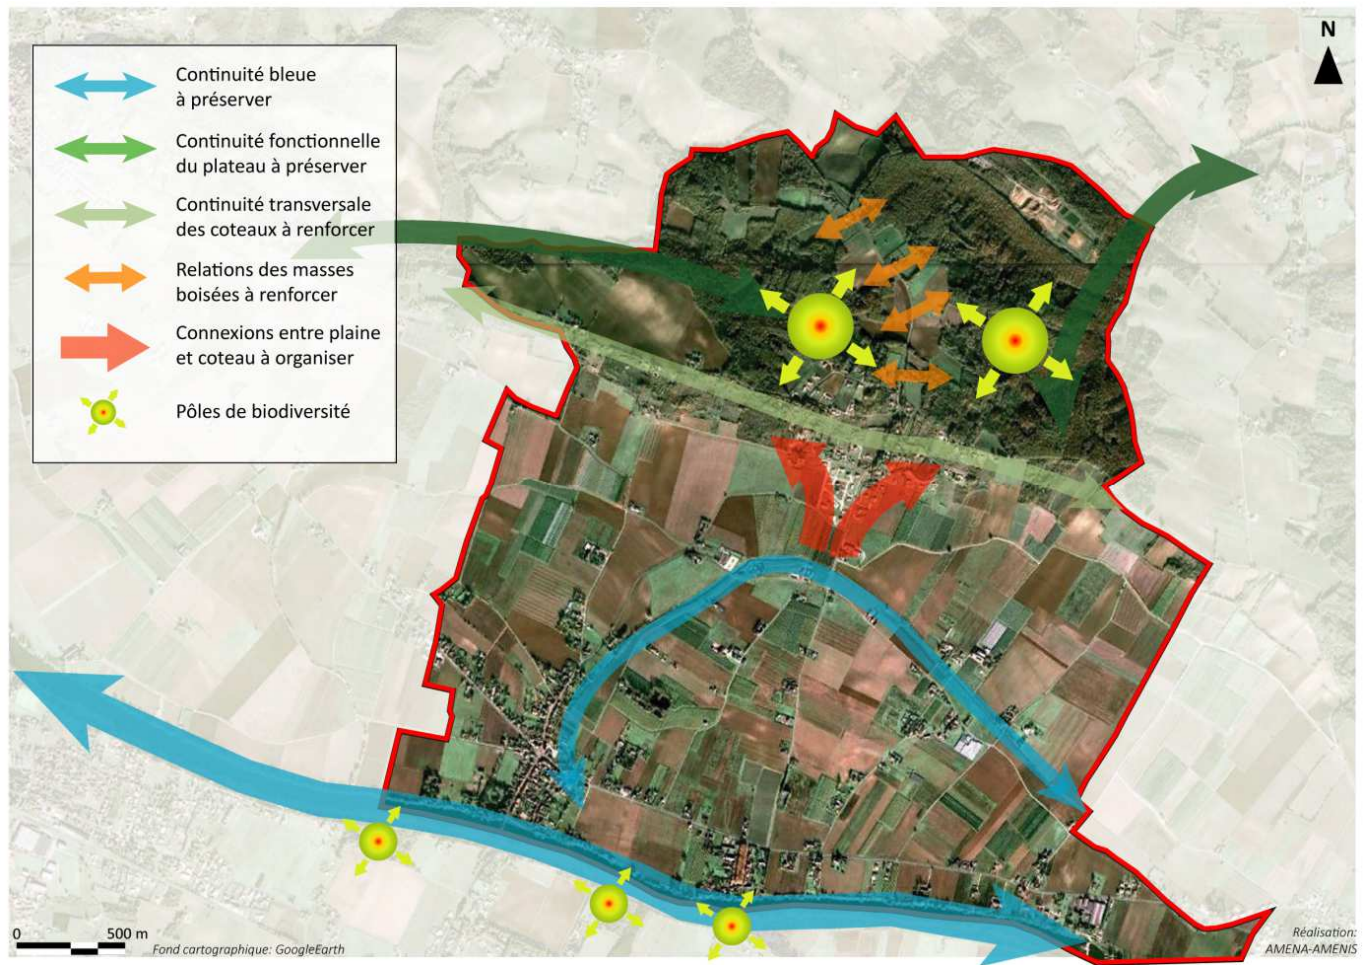 N
Continuité bleue
à préserver
Continuité fonctionnelle
du plateau à préserver
Continuité transversale
des coteaux à renforcer
Relations des masses
boisées à renforcer
Connexions entre plaine
et coteau à organiser
Pôles de biodiversité
0 500 m
Fond cartographique: GoogleEarth
Réalisation:
AMENA-AMENIS